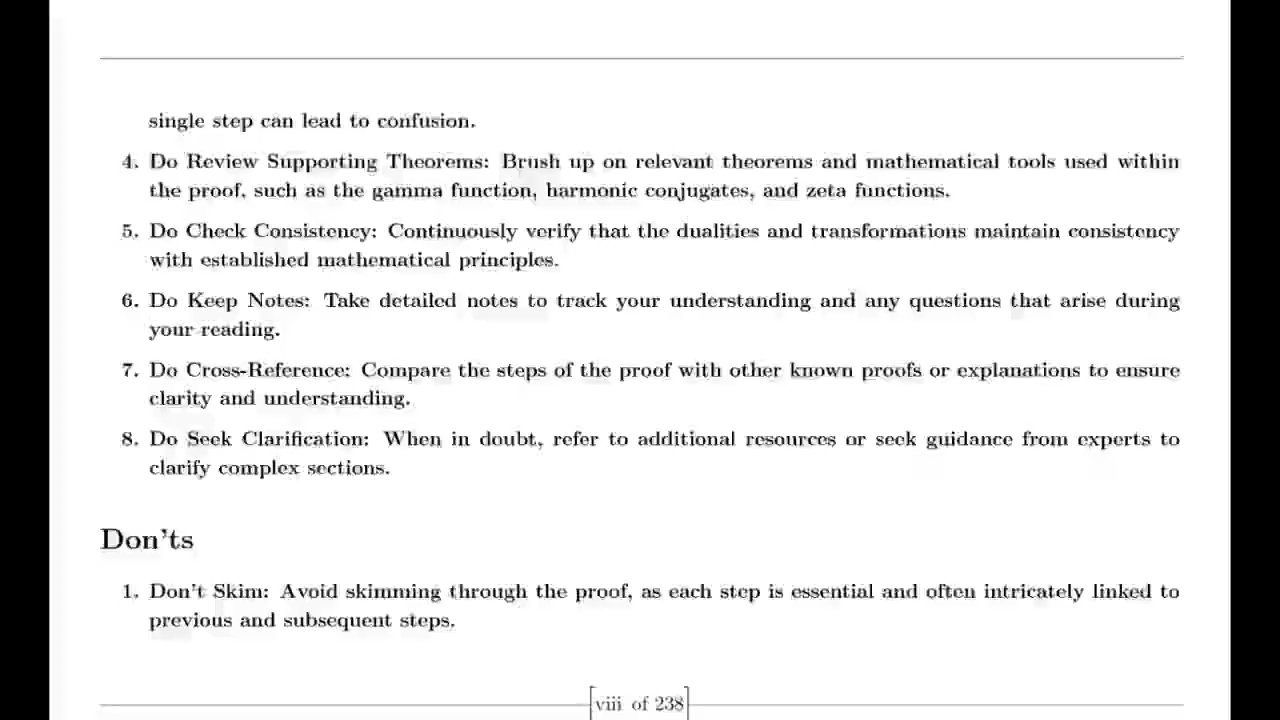 single step can lead to confusion.
4. Do Review Supporting Theorems: Brush up on relevant theorems and mathematical tools used within
the proof, such as the gamma function, harmonic conjugates, and zeta functions.
5. Do Check Consistency: Continuously verify that the dualities and transformations maintain consistency
with established mathematical principles.
6. Do Keep Notes: Take detailed notes to track your understanding and any questions that arise during
your reading.
7. Do Cross-Reference: Compare the steps of the proof with other known proofs or explanations to ensure
clarity and understanding.
8. Do Seek Clarification: When in doubt, refer to additional resources or seek guidance from experts to
clarify complex sections.
Don'ts
1. Don't Skim: Avoid skimming through the proof, as each step is essential and often intricately linked to
previous and subsequent steps.
viii of 238